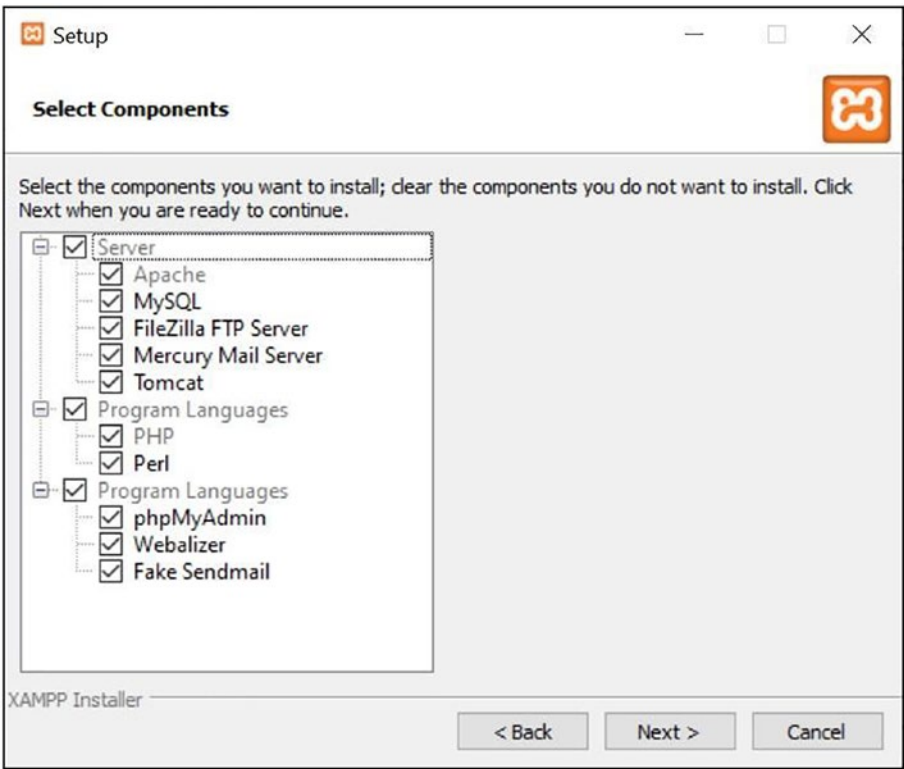 Setup
Select Components
Select the components you want to install; clear the components you do not want to install. Click
Next when you are ready to continue.
Server
Apache
MySQL
FileZilla FTP Server
Mercury Mail Server
Tomcat
Program Languages
PHP
Perl
Program Languages
phpMyAdmin
Webalizer
Fake Sendmail
XAMPP Installer
< Back
Next >
Cancel